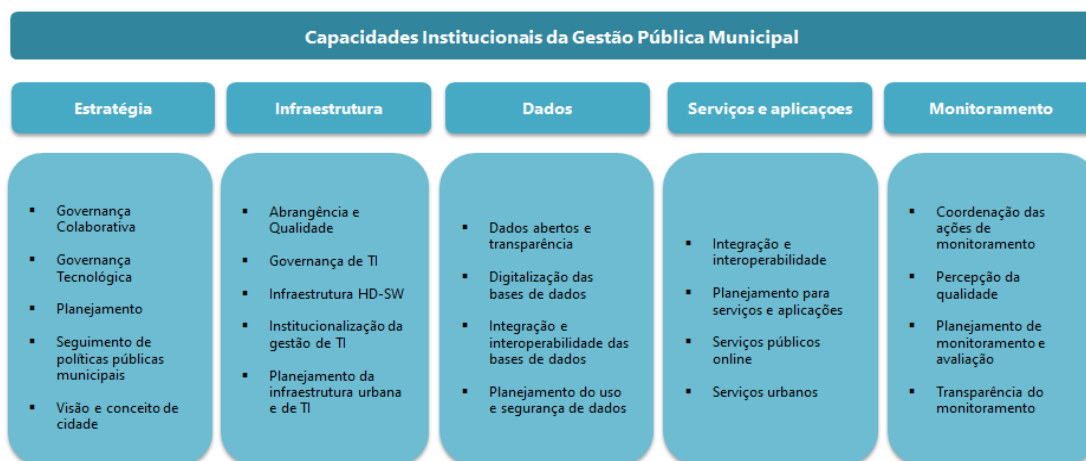 Capacidades Institucionais da Gestão Pública Municipal
Estratégia
▪ Governança
Colaborativa
▪ Governança
Tecnológica
▪ Planejamento
▪ Seguimento de
políticas públicas
municipais
▪ Visão e conceito de
cidade
Infraestrutura
▪ Abrangência e
Qualidade
▪ Governança de TI
▪ Infraestrutura HD-SW
▪ Institucionalização da
gestão de TI
▪ Planejamento da
infraestrutura urbana
e de TI
Dados
▪ Dados abertos e
transparência
▪ Digitalização das
bases de dados
▪ Integração e
interoperabilidade das
bases de dados
▪ Planejamento do uso
e segurança de dados
Serviços e aplicaçoes
▪ Integração e
interoperabilidade
▪ Planejamento para
serviços e aplicações
▪ Serviços públicos
online
▪ Serviços urbanos
Monitoramento
▪ Coordenação das
ações de
monitoramento
▪ Percepção da
qualidade
▪ Planejamento de
monitoramento e
avaliação
▪ Transparência do
monitoramento